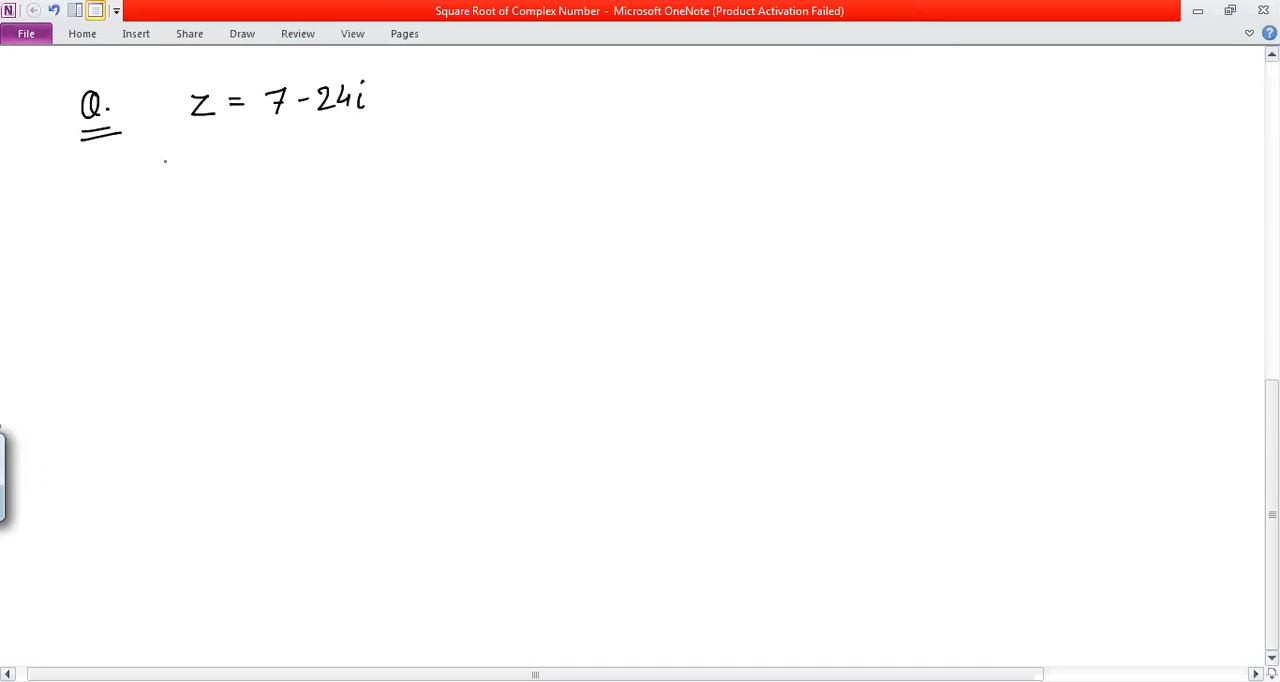 Square Root of Complex Number - Microsoft OneNote (Product Activation Failed)
File Home Insert Share Draw Review View Pages
Q. z = 7 - 24i